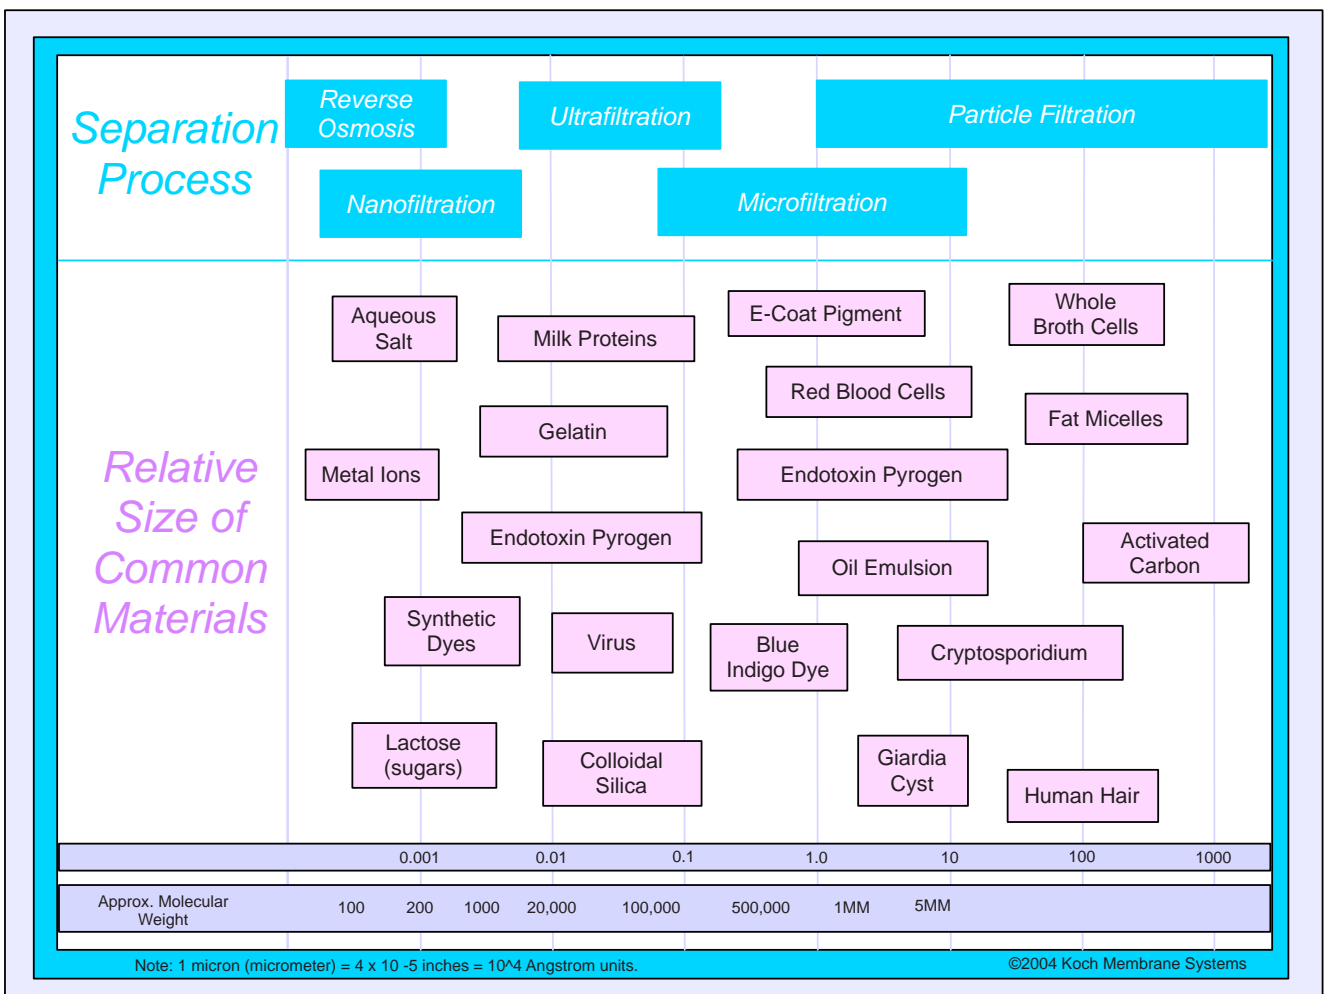 Separation
Process
Reverse
Osmosis
Ultrafiltration
Particle Filtration
Nanofiltration
Microfiltration
Relative
Size of
Common
Materials
Aqueous
Salt
Milk Proteins
E-Coat Pigment
Whole
Broth Cells
Red Blood Cells
Gelatin
Fat Micelles
Metal Ions
Endotoxin Pyrogen
Endotoxin Pyrogen
Activated
Carbon
Oil Emulsion
Synthetic
Dyes
Virus
Blue
Indigo Dye
Cryptosporidium
Lactose
(sugars)
Colloidal
Silica
Giardia
Cyst
Human Hair
0.001 0.01 0.1 1.0 10 100 1000
Approx. Molecular
Weight
100 200 1000 20,000 100,000 500,000 1MM 5MM
Note: 1 micron (micrometer) = 4 x 10 -5 inches = 10^4 Angstrom units.
©2004 Koch Membrane Systems